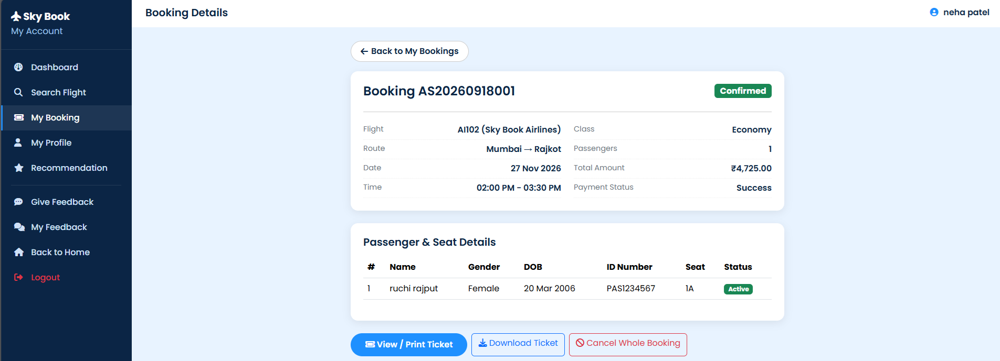 Sky Book
My Account
Dashboard
Search Flight
My Booking
My Profile
Recommendation
Give Feedback
My Feedback
Back to Home
Logout
Booking Details
neha patel
← Back to My Bookings
Booking AS20260918001
Confirmed
Flight AI102 (Sky Book Airlines) Class Economy
Route Mumbai → Rajkot Passengers 1
Date 27 Nov 2026 Total Amount ₹4,725.00
Time 02:00 PM - 03:30 PM Payment Status Success
Passenger & Seat Details
# Name Gender DOB ID Number Seat Status
1 ruchi rajput Female 20 Mar 2006 PAS1234567 1A Active
View / Print Ticket
Download Ticket
Cancel Whole Booking